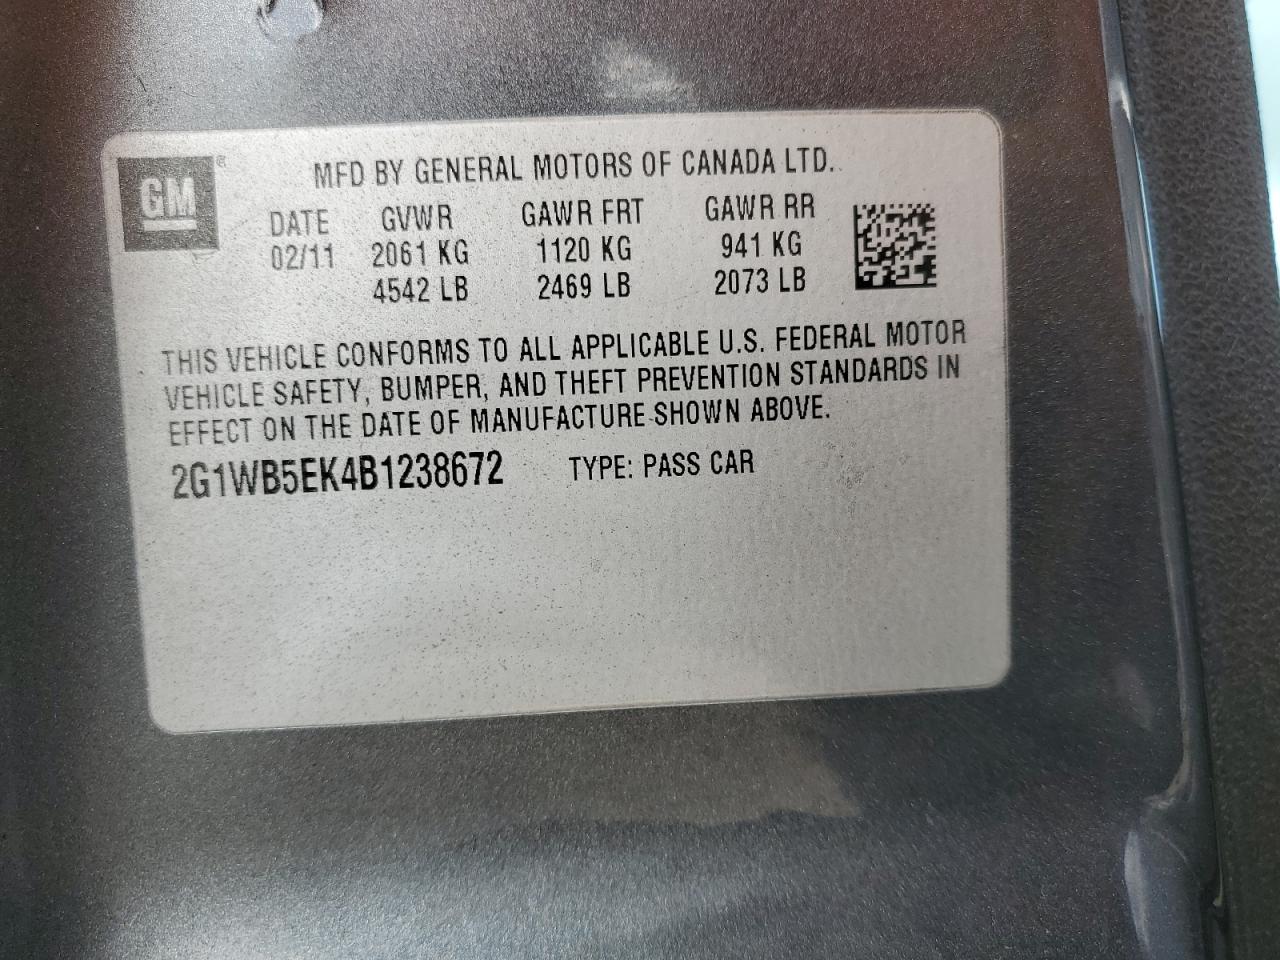 GM®
MFD BY GENERAL MOTORS OF CANADA LTD.
DATE GVWR GAWR FRT GAWR RR
02/11 2061 KG 1120 KG 941 KG
4542 LB 2469 LB 2073 LB
THIS VEHICLE CONFORMS TO ALL APPLICABLE U.S. FEDERAL MOTOR
VEHICLE SAFETY, BUMPER, AND THEFT PREVENTION STANDARDS IN
EFFECT ON THE DATE OF MANUFACTURE SHOWN ABOVE.
2G1WB5EK4B1238672 TYPE: PASS CAR